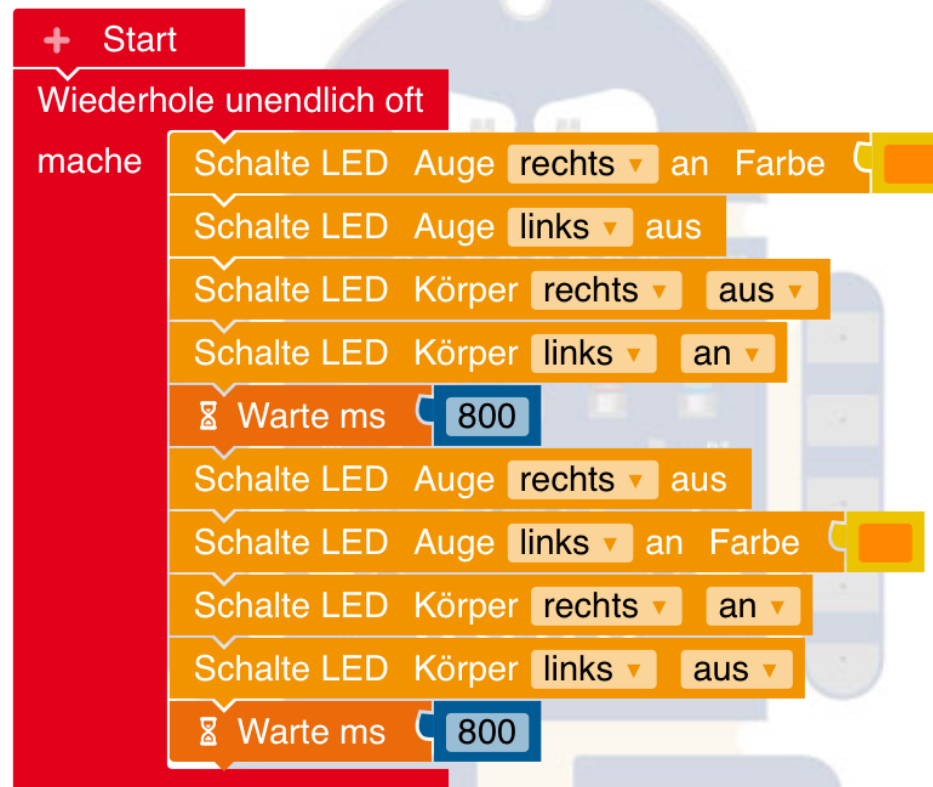 + Start
Wiederhole unendlich oft
mache Schalte LED Auge rechts an Farbe
Schalte LED Auge links aus
Schalte LED Körper rechts aus
Schalte LED Körper links an
Warte ms 800
Schalte LED Auge rechts aus
Schalte LED Auge links an Farbe
Schalte LED Körper rechts an
Schalte LED Körper links aus
Warte ms 800